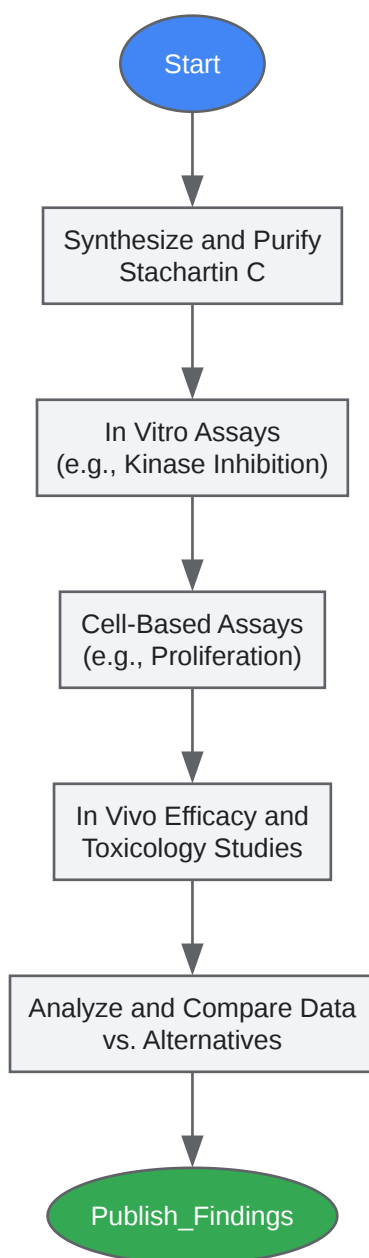 Start
Synthesize and Purify
Stachartin C
In Vitro Assays
(e.g., Kinase Inhibition)
Cell-Based Assays
(e.g., Proliferation)
In Vivo Efficacy and
Toxicology Studies
Analyze and Compare Data
vs. Alternatives
Publish_Findings